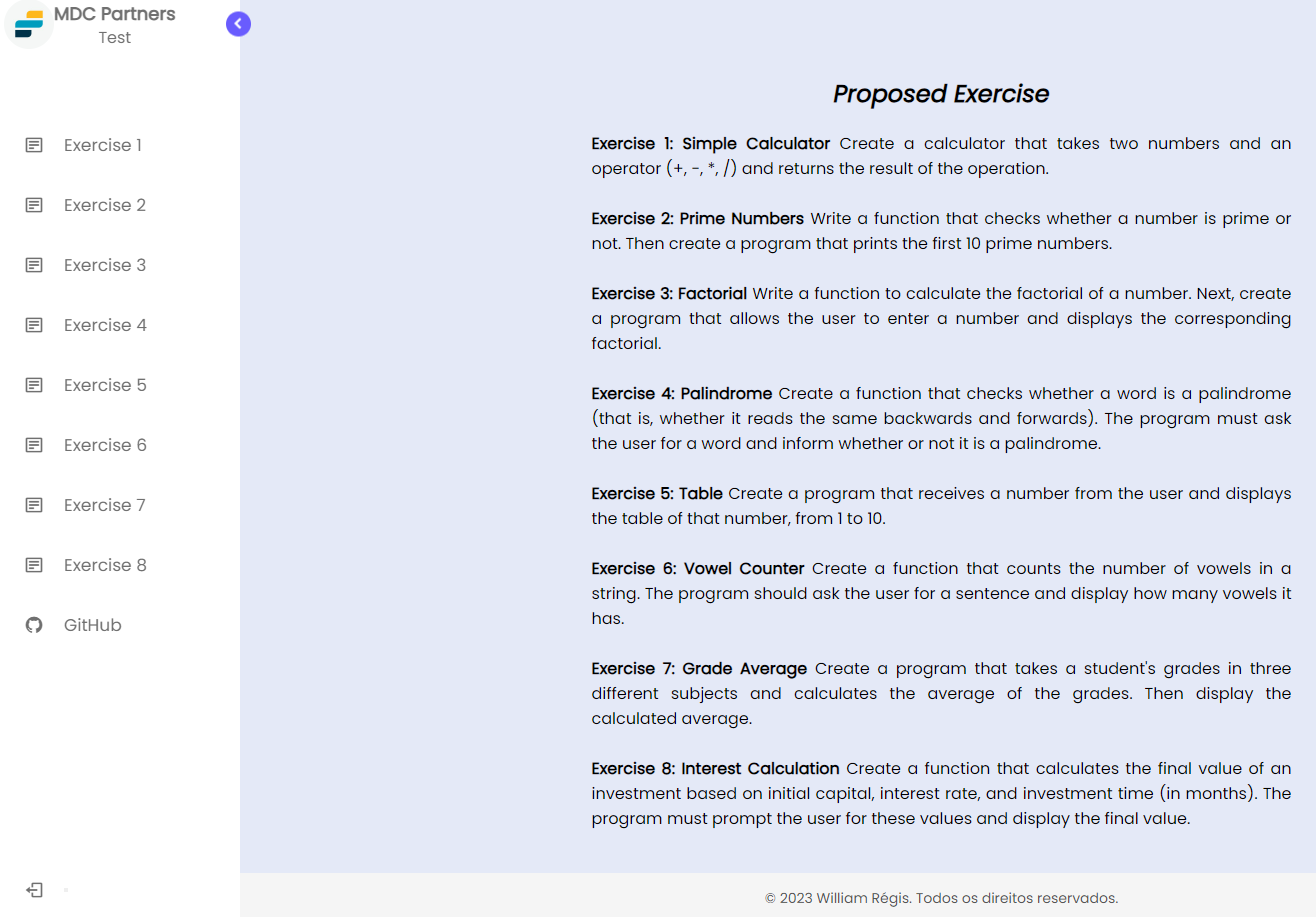 MDC Partners
Test
Exercise 1
Exercise 2
Exercise 3
Exercise 4
Exercise 5
Exercise 6
Exercise 7
Exercise 8
GitHub
Proposed Exercise
Exercise 1: Simple Calculator Create a calculator that takes two numbers and an
operator (+, -, *, /) and returns the result of the operation.
Exercise 2: Prime Numbers Write a function that checks whether a number is prime or
not. Then create a program that prints the first 10 prime numbers.
Exercise 3: Factorial Write a function to calculate the factorial of a number. Next, create
a program that allows the user to enter a number and displays the corresponding
factorial.
Exercise 4: Palindrome Create a function that checks whether a word is a palindrome
(that is, whether it reads the same backwards and forwards). The program must ask
the user for a word and inform whether or not it is a palindrome.
Exercise 5: Table Create a program that receives a number from the user and displays
the table of that number, from 1 to 10.
Exercise 6: Vowel Counter Create a function that counts the number of vowels in a
string. The program should ask the user for a sentence and display how many vowels it
has.
Exercise 7: Grade Average Create a program that takes a student's grades in three
different subjects and calculates the average of the grades. Then display the
calculated average.
Exercise 8: Interest Calculation Create a function that calculates the final value of an
investment based on initial capital, interest rate, and investment time (in months). The
program must prompt the user for these values and display the final value.
© 2023 William Régis. Todos os direitos reservados.